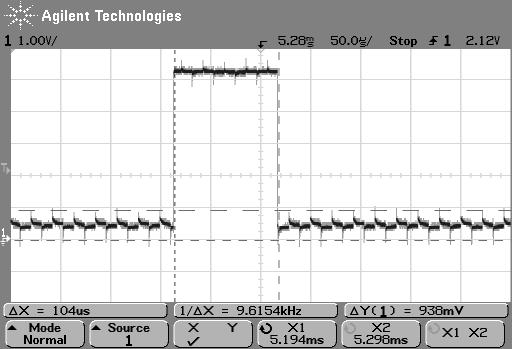 Agilent Technologies
1 1.00V/ 5.28ms 50.0us/ Stop 1 2.12V
T
1
ΔX = 104us 1/ΔX = 9.6154kHz ΔY(1) = 938mV
Mode Source X Y X1 X2 X1 X2
Normal 1 ✓ 5.194ms 5.298ms